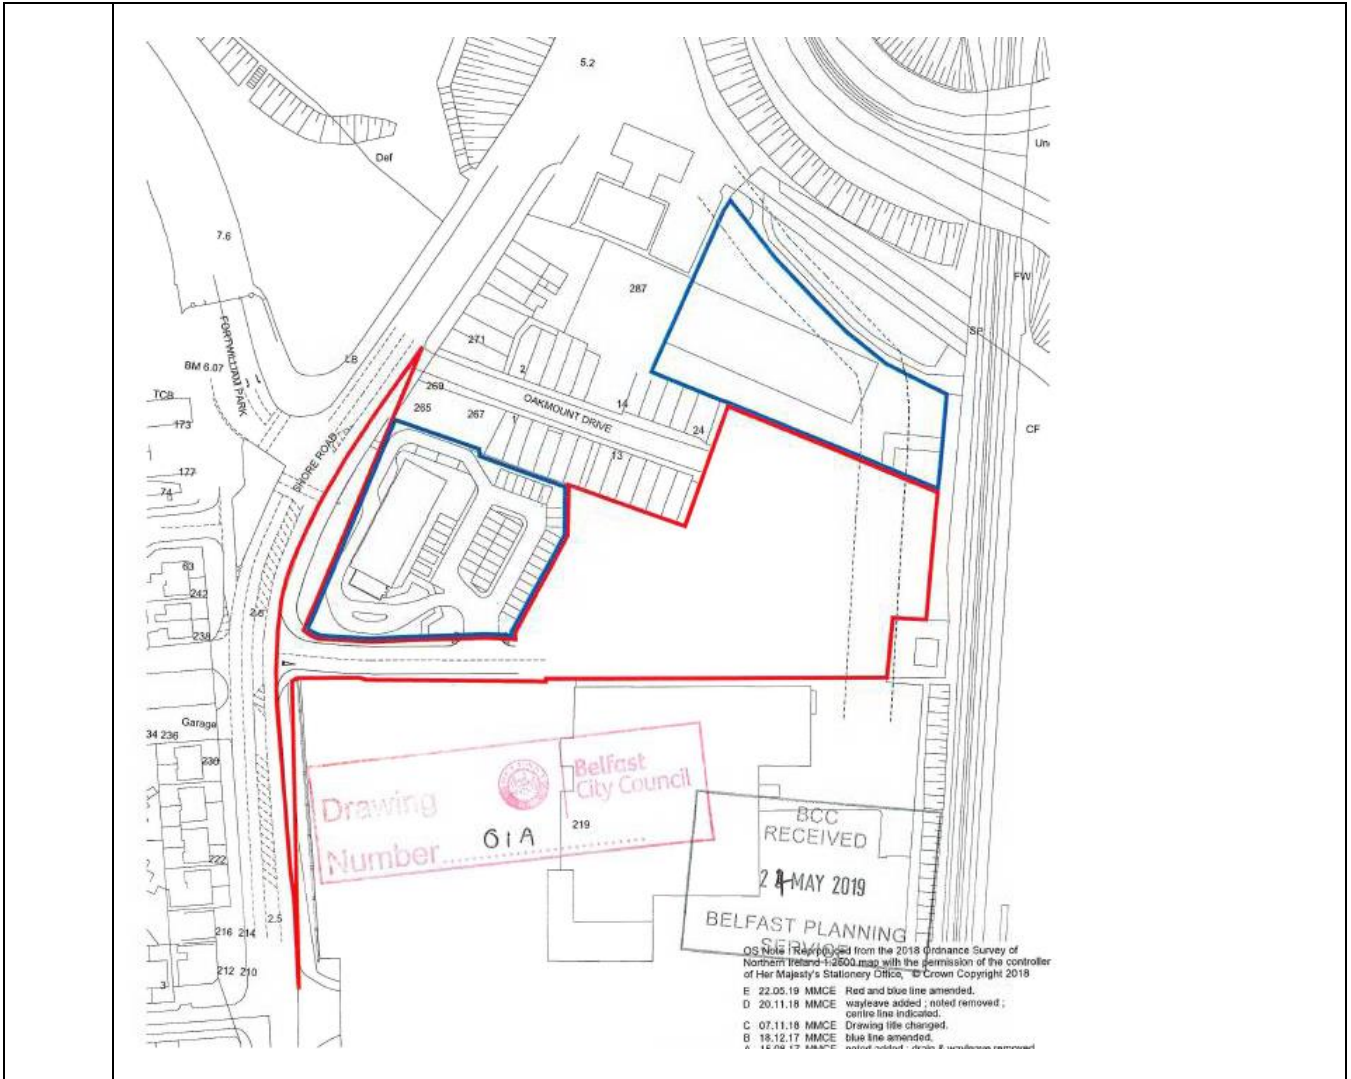 5.2
Def
Un
7.6
287
FW
SP
FORTWILLIAM PARK
BM 6.07
LB
271
2
TCB
269
OAKMOUNT DRIVE
14
265
267
1
24
CF
173
SHORE ROAD
13
177
74
63
242
2.6
238
Garage
34 236
230
Drawing
Number
61A
Belfast
City Council
219
BCC
RECEIVED
MAY 2019
BELFAST PLANNING
SERVICE
222
2.5
216 214
212 210
3
OS Note : Reproduced from the 2018 Ordnance Survey of
Northern Ireland 1:2500 map with the permission of the controller
of Her Majesty's Stationery Office, © Crown Copyright 2018
E 22.05.19 MMCE Red and blue line amended.
D 20.11.18 MMCE wayleave added ; noted removed ;
centre line indicated.
C 07.11.18 MMCE Drawing title changed.
B 18.12.17 MMCE blue line amended.